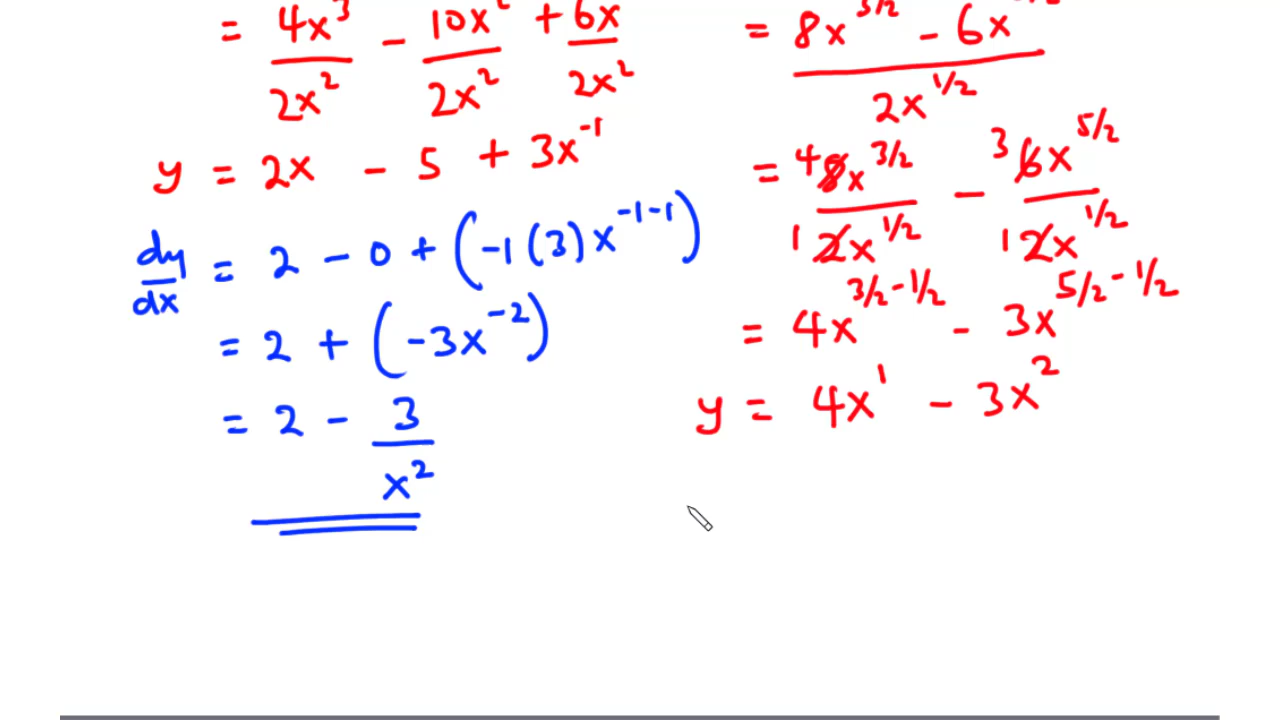 = 4x³/2x² - 10x²/2x² + 6x/2x²
y = 2x - 5 + 3x⁻¹
dy/dx = 2 - 0 + (-1(3)x⁻¹⁻¹)
= 2 + (-3x⁻²)
= 2 - 3/x²
= 8x^3/2 - 6x / 2x^1/2
= 4 8x^3/2 / 1 2x^1/2 - 3 6x^5/2 / 1 2x^1/2
= 4x^3/2-1/2 - 3x^5/2-1/2
y = 4x¹ - 3x²